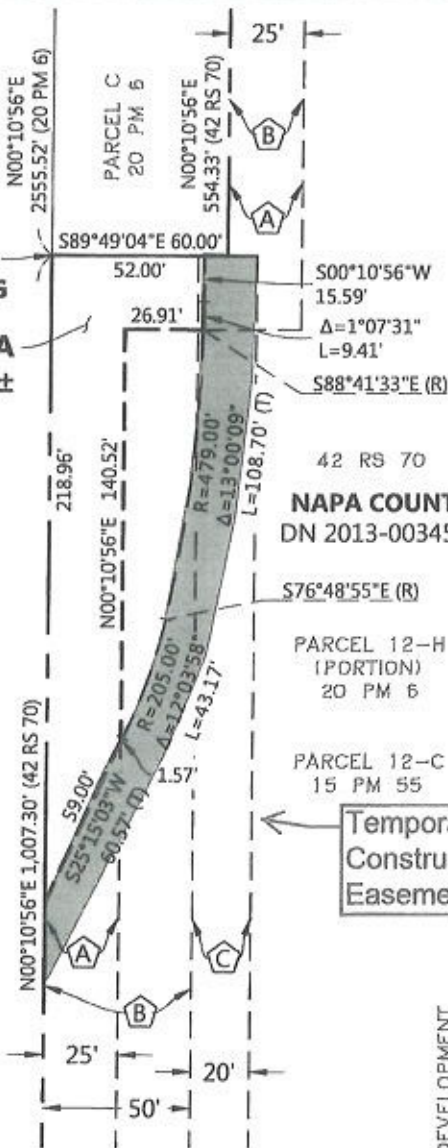 25'
N00°10'56"E
2555.52' (20 PM 6)
PARCEL C
20 PM 6
N00°10'56"E
554.33' (42 RS 70)
B
A
S89°49'04"E 60.00'
52.00'
S00°10'56"W
15.59'
26.91'
Δ=1°07'31"
L=9.41'
A
±
S88°41'33"E (R)
218.96'
N00°10'56"E 140.52'
R=479.00'
Δ=13°00'09"
L=108.70' (T)
42 RS 70
NAPA COUNT
DN 2013-00345
S76°48'55"E (R)
R=205.00'
Δ=12°03'58"
L=43.17'
PARCEL 12-H
(PORTION)
20 PM 6
1.57'
S9.00'
S25°15'03"W
60.57' (T)
PARCEL 12-C
15 PM 55
N00°10'56"E 1,007.30' (42 RS 70)
Tempora
Constru
Easeme
A
C
B
25'
20'
50'
DEVELOPMENT